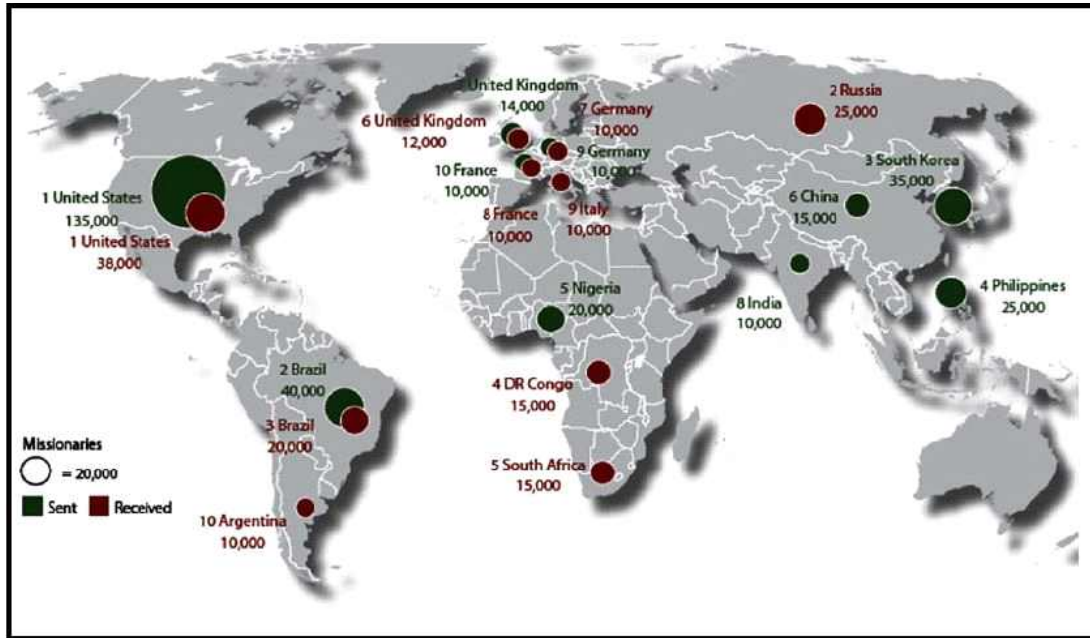 United Kingdom
14,000
2 Russia
25,000
7 Germany
10,000
6 United Kingdom
12,000
9 Germany
10,000
3 South Korea
35,000
10 France
10,000
1 United States
135,000
6 China
15,000
8 France
10,000
9 Italy
10,000
1 United States
38,000
5 Nigeria
20,000
8 India
10,000
4 Philippines
25,000
2 Brazil
40,000
4 DR Congo
15,000
3 Brazil
20,000
Missionaries
= 20,000
Sent
Received
5 South Africa
15,000
10 Argentina
10,000